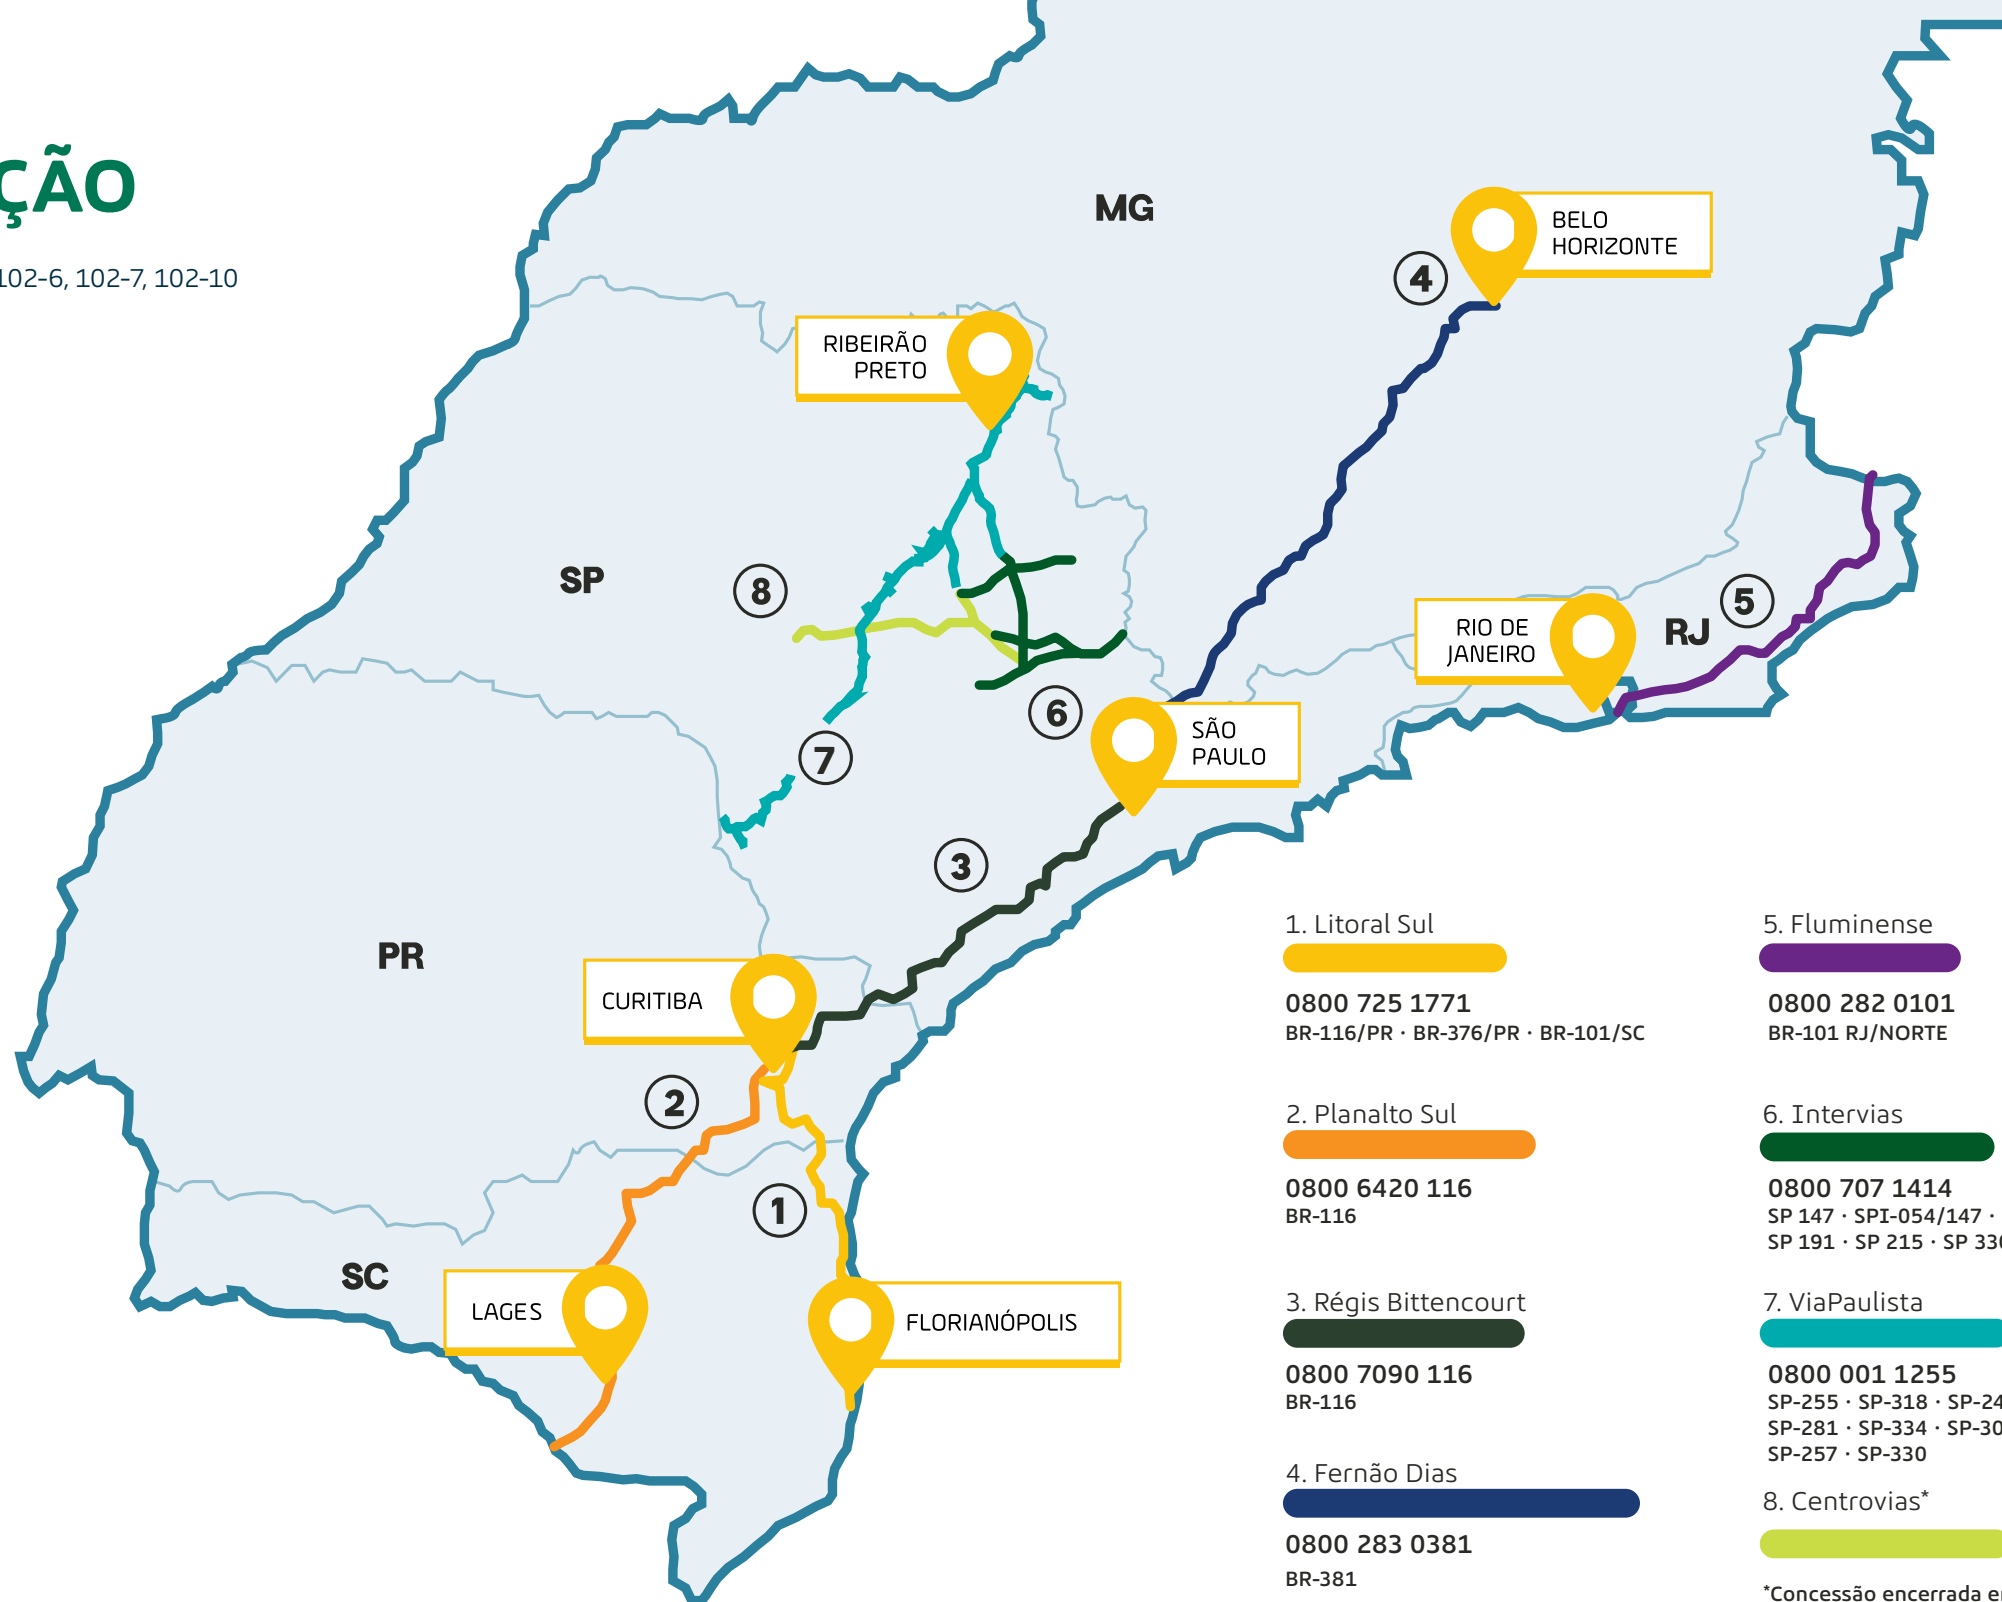 ÇÃO
102-6, 102-7, 102-10
MG
BELO
HORIZONTE
4
RIBEIRÃO
PRETO
SP
8
5
RIO DE
JANEIRO
RJ
6
SÃO
PAULO
7
3
PR
CURITIBA
2
1
SC
LAGES
FLORIANÓPOLIS
1. Litoral Sul
0800 725 1771
BR-116/PR · BR-376/PR · BR-101/SC
2. Planalto Sul
0800 6420 116
BR-116
3. Régis Bittencourt
0800 7090 116
BR-116
4. Fernão Dias
0800 283 0381
BR-381
5. Fluminense
0800 282 0101
BR-101 RJ/NORTE
6. Intervias
0800 707 1414
SP 147 · SPI-054/147 ·
SP 191 · SP 215 · SP 330
7. ViaPaulista
0800 001 1255
SP-255 · SP-318 · SP-24
SP-281 · SP-334 · SP-30
SP-257 · SP-330
8. Centrovias*
*Concessão encerrada e